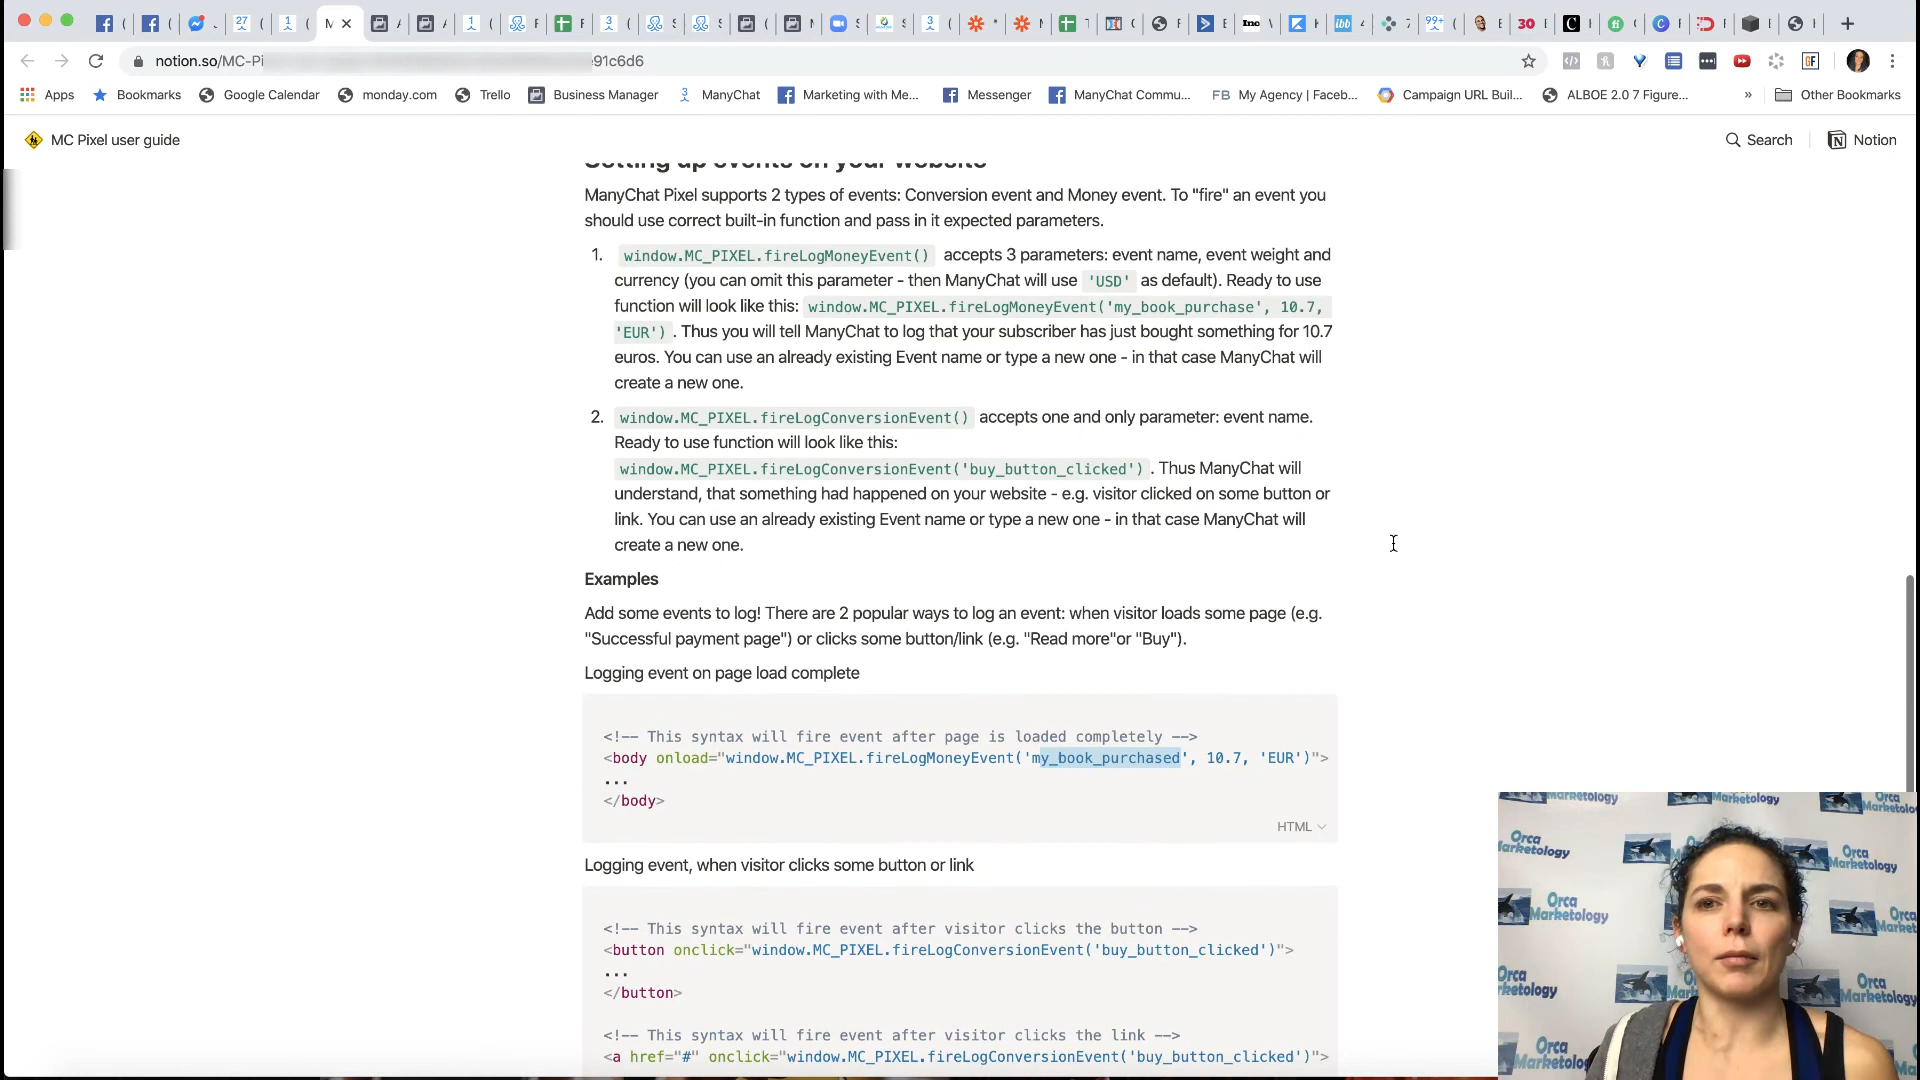 27
1
M
3
99+
Inc
ibb
30
notion.so/MC-Pi
e91c6d6
Apps
Bookmarks
Google Calendar
monday.com
Trello
Business Manager
ManyChat
Marketing with Me...
Messenger
ManyChat Commu...
FB My Agency | Faceb...
Campaign URL Buil...
ALBOE 2.0 7 Figure...
»
Other Bookmarks
MC Pixel user guide
Search
Notion
Setting up events on your website
ManyChat Pixel supports 2 types of events: Conversion event and Money event. To "fire" an event you
should use correct built-in function and pass in it expected parameters.
1. window.MC_PIXEL.fireLogMoneyEvent() accepts 3 parameters: event name, event weight and
currency (you can omit this parameter - then ManyChat will use 'USD' as default). Ready to use
function will look like this: window.MC_PIXEL.fireLogMoneyEvent('my_book_purchase', 10.7,
'EUR') . Thus you will tell ManyChat to log that your subscriber has just bought something for 10.7
euros. You can use an already existing Event name or type a new one - in that case ManyChat will
create a new one.
2. window.MC_PIXEL.fireLogConversionEvent() accepts one and only parameter: event name.
Ready to use function will look like this:
window.MC_PIXEL.fireLogConversionEvent('buy_button_clicked') . Thus ManyChat will
understand, that something had happened on your website - e.g. visitor clicked on some button or
link. You can use an already existing Event name or type a new one - in that case ManyChat will
create a new one.
Examples
Add some events to log! There are 2 popular ways to log an event: when visitor loads some page (e.g.
"Successful payment page") or clicks some button/link (e.g. "Read more"or "Buy").
Logging event on page load complete
<!-- This syntax will fire event after page is loaded completely -->
<body onload="window.MC_PIXEL.fireLogMoneyEvent('my_book_purchased', 10.7, 'EUR')">
...
</body>
HTML
Logging event, when visitor clicks some button or link
<!-- This syntax will fire event after visitor clicks the button -->
<button onclick="window.MC_PIXEL.fireLogConversionEvent('buy_button_clicked')">
...
</button>
<!-- This syntax will fire event after visitor clicks the link -->
<a href="#" onclick="window.MC_PIXEL.fireLogConversionEvent('buy_button_clicked')">
Orca
Marketology